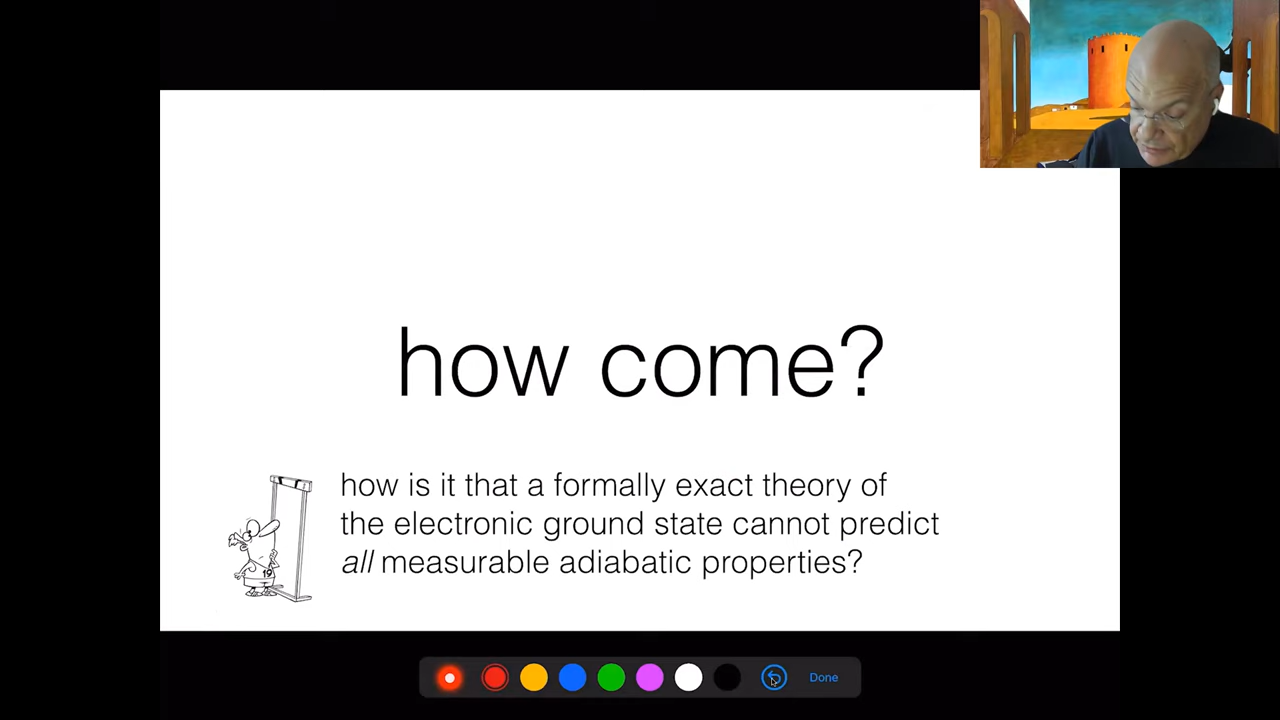 how come?
how is it that a formally exact theory of
the electronic ground state cannot predict
all measurable adiabatic properties?
19
Done